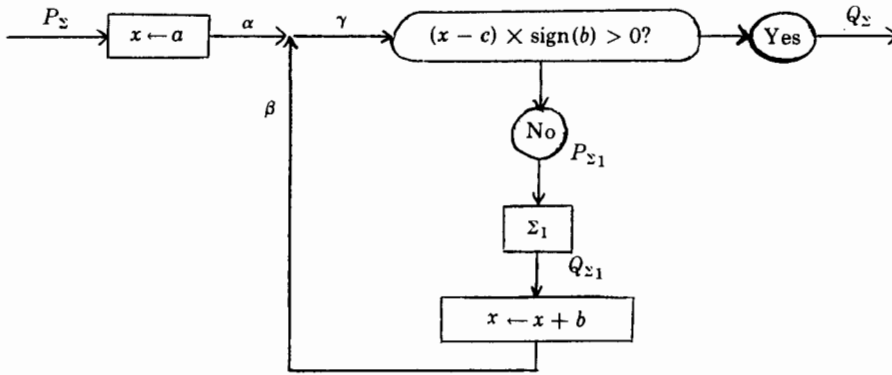 P_Σ
x ← a
α
γ
(x − c) × sign(b) > 0?
Yes
Q_Σ
β
No
P_Σ1
Σ1
Q_Σ1
x ← x + b